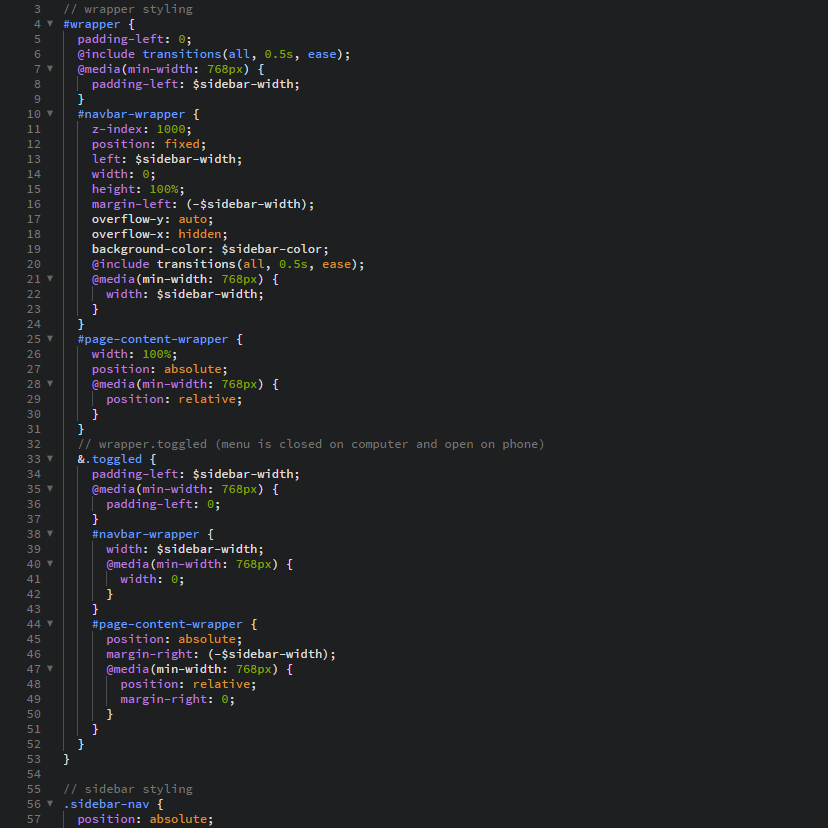 3 // wrapper styling
4 ▼ #wrapper {
5 padding-left: 0;
6 @include transitions(all, 0.5s, ease);
7 ▼ @media(min-width: 768px) {
8 padding-left: $sidebar-width;
9 }
10 ▼ #navbar-wrapper {
11 z-index: 1000;
12 position: fixed;
13 left: $sidebar-width;
14 width: 0;
15 height: 100%;
16 margin-left: (-$sidebar-width);
17 overflow-y: auto;
18 overflow-x: hidden;
19 background-color: $sidebar-color;
20 @include transitions(all, 0.5s, ease);
21 ▼ @media(min-width: 768px) {
22 width: $sidebar-width;
23 }
24 }
25 ▼ #page-content-wrapper {
26 width: 100%;
27 position: absolute;
28 ▼ @media(min-width: 768px) {
29 position: relative;
30 }
31 }
32 // wrapper.toggled (menu is closed on computer and open on phone)
33 ▼ &.toggled {
34 padding-left: $sidebar-width;
35 ▼ @media(min-width: 768px) {
36 padding-left: 0;
37 }
38 ▼ #navbar-wrapper {
39 width: $sidebar-width;
40 ▼ @media(min-width: 768px) {
41 width: 0;
42 }
43 }
44 ▼ #page-content-wrapper {
45 position: absolute;
46 margin-right: (-$sidebar-width);
47 ▼ @media(min-width: 768px) {
48 position: relative;
49 margin-right: 0;
50 }
51 }
52 }
53 }
54
55 // sidebar styling
56 ▼ .sidebar-nav {
57 position: absolute;